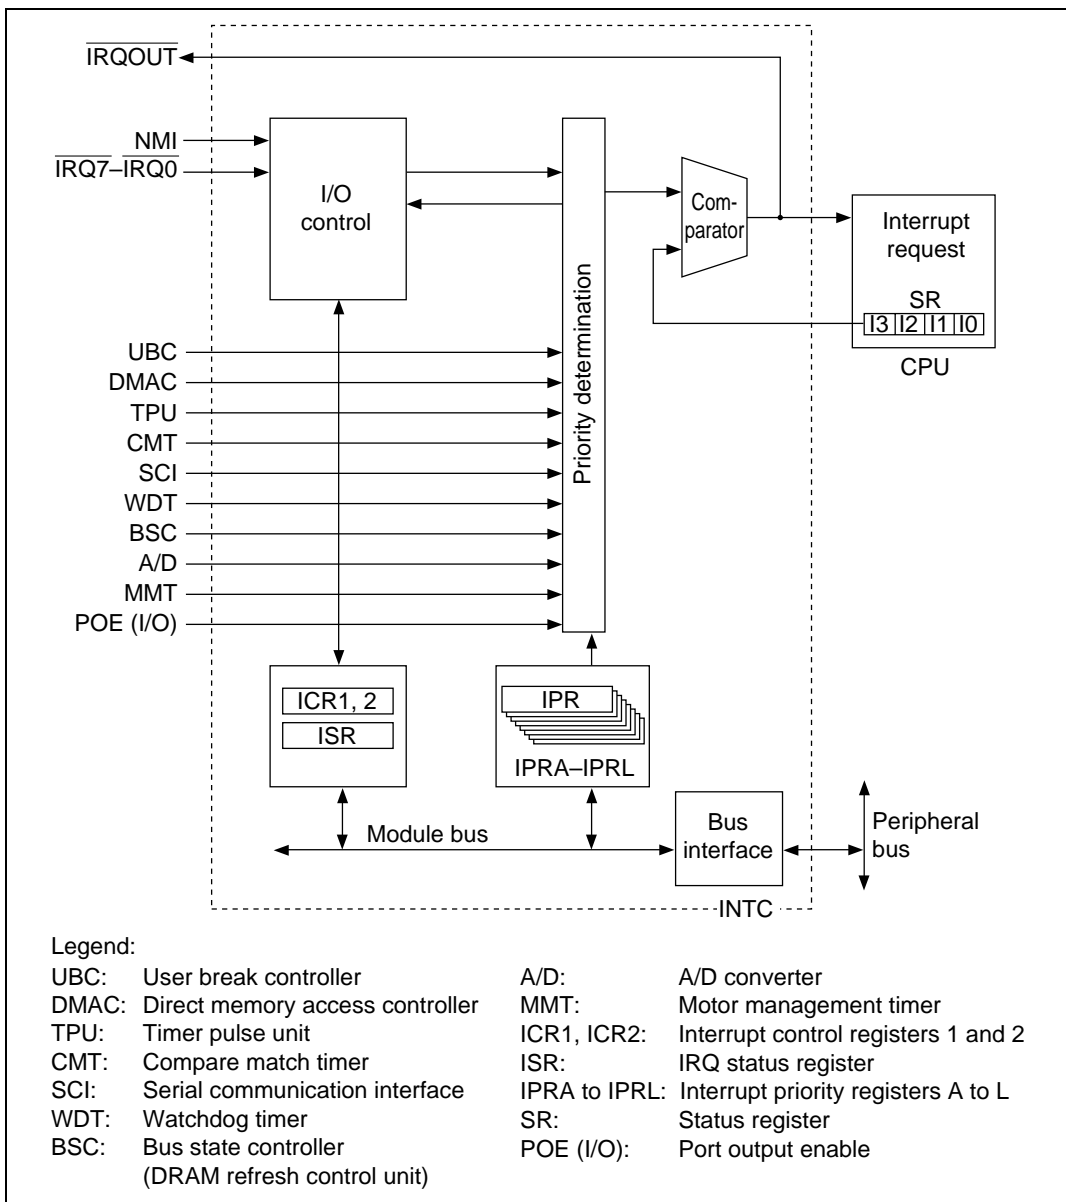 IRQOUT
NMI
IRQ7–IRQ0
I/O
control
Priority determination
Com-
parator
Interrupt
request
SR
I3 I2 I1 I0
CPU
UBC
DMAC
TPU
CMT
SCI
WDT
BSC
A/D
MMT
POE (I/O)
ICR1, 2
ISR
IPR
IPRA–IPRL
Module bus
Bus
interface
Peripheral
bus
INTC
Legend:
UBC: User break controller
DMAC: Direct memory access controller
TPU: Timer pulse unit
CMT: Compare match timer
SCI: Serial communication interface
WDT: Watchdog timer
BSC: Bus state controller
(DRAM refresh control unit)
A/D: A/D converter
MMT: Motor management timer
ICR1, ICR2: Interrupt control registers 1 and 2
ISR: IRQ status register
IPRA to IPRL: Interrupt priority registers A to L
SR: Status register
POE (I/O): Port output enable